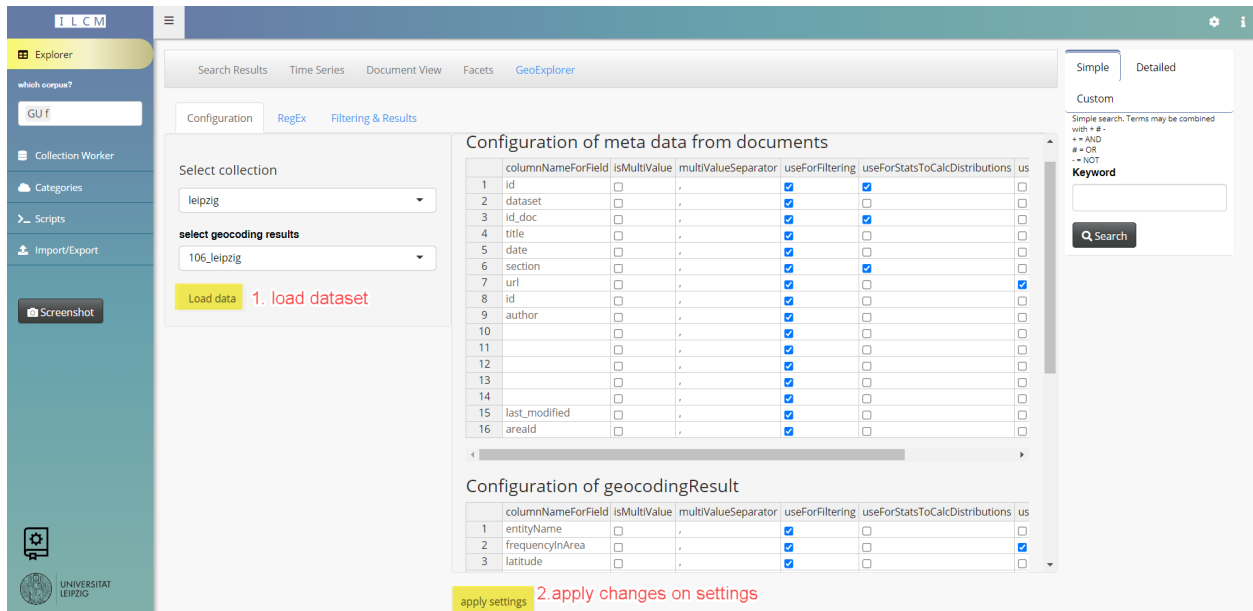 ILCM
Explorer
which corpus?
GU f
Collection Worker
Categories
Scripts
Import/Export
Screenshot
UNIVERSITAT
LEIPZIG
Search Results Time Series Document View Facets GeoExplorer
Configuration RegEx Filtering & Results
Select collection
leipzig
select geocoding results
106_leipzig
Load data 1. load dataset
Configuration of meta data from documents
columnNameForField isMultiValue multiValueSeparator useForFiltering useForStatsToCalcDistributions us
1 id ,
2 dataset ,
3 id_doc ,
4 title ,
5 date ,
6 section ,
7 url ,
8 id ,
9 author ,
10 ,
11 ,
12 ,
13 ,
14 ,
15 last_modified ,
16 areaId ,
Configuration of geocodingResult
columnNameForField isMultiValue multiValueSeparator useForFiltering useForStatsToCalcDistributions us
1 entityName ,
2 frequencyInArea ,
3 latitude ,
apply settings 2.apply changes on settings
Simple Detailed
Custom
Simple search. Terms may be combined
with + # -
+ = AND
# = OR
- = NOT
Keyword
Search